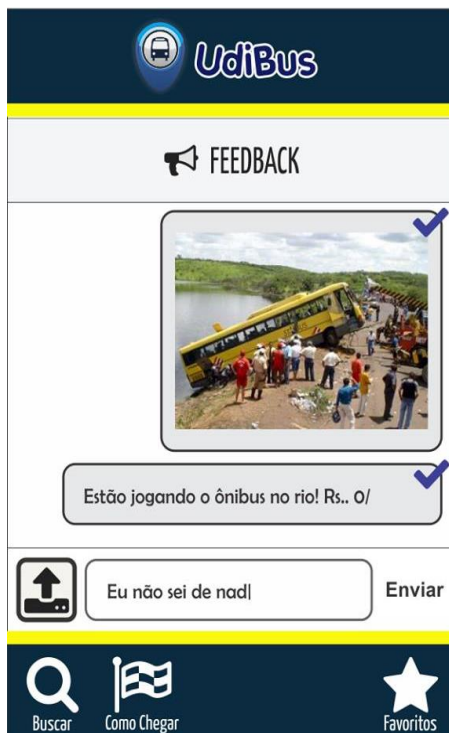 UdiBus
FEEDBACK
Estão jogando o ônibus no rio! Rs.. O/
Eu não sei de nad
Enviar
Buscar
Como Chegar
Favoritos